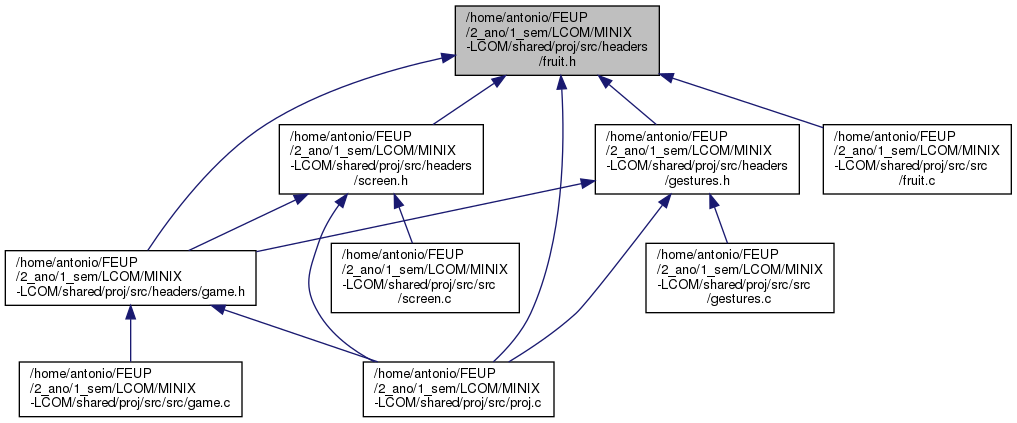 /home/antonio/FEUP
/2_ano/1_sem/LCOM/MINIX
-LCOM/shared/proj/src/headers
/fruit.h
/home/antonio/FEUP
/2_ano/1_sem/LCOM/MINIX
-LCOM/shared/proj/src/headers
/screen.h
/home/antonio/FEUP
/2_ano/1_sem/LCOM/MINIX
-LCOM/shared/proj/src/headers
/gestures.h
/home/antonio/FEUP
/2_ano/1_sem/LCOM/MINIX
-LCOM/shared/proj/src/src
/fruit.c
/home/antonio/FEUP
/2_ano/1_sem/LCOM/MINIX
-LCOM/shared/proj/src/headers/game.h
/home/antonio/FEUP
/2_ano/1_sem/LCOM/MINIX
-LCOM/shared/proj/src/src
/screen.c
/home/antonio/FEUP
/2_ano/1_sem/LCOM/MINIX
-LCOM/shared/proj/src/src
/gestures.c
/home/antonio/FEUP
/2_ano/1_sem/LCOM/MINIX
-LCOM/shared/proj/src/src/game.c
/home/antonio/FEUP
/2_ano/1_sem/LCOM/MINIX
-LCOM/shared/proj/src/proj.c